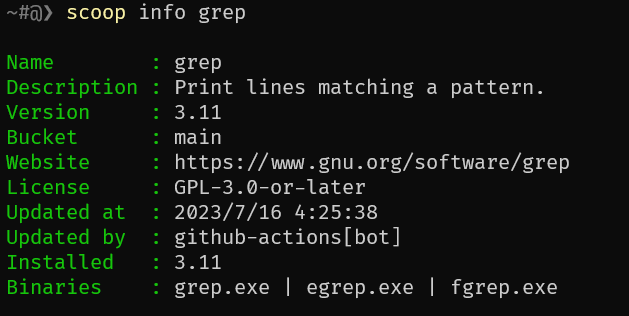 ~#@❯ scoop info grep
Name        : grep
Description : Print lines matching a pattern.
Version     : 3.11
Bucket      : main
Website     : https://www.gnu.org/software/grep
License     : GPL-3.0-or-later
Updated at  : 2023/7/16 4:25:38
Updated by  : github-actions[bot]
Installed   : 3.11
Binaries    : grep.exe | egrep.exe | fgrep.exe